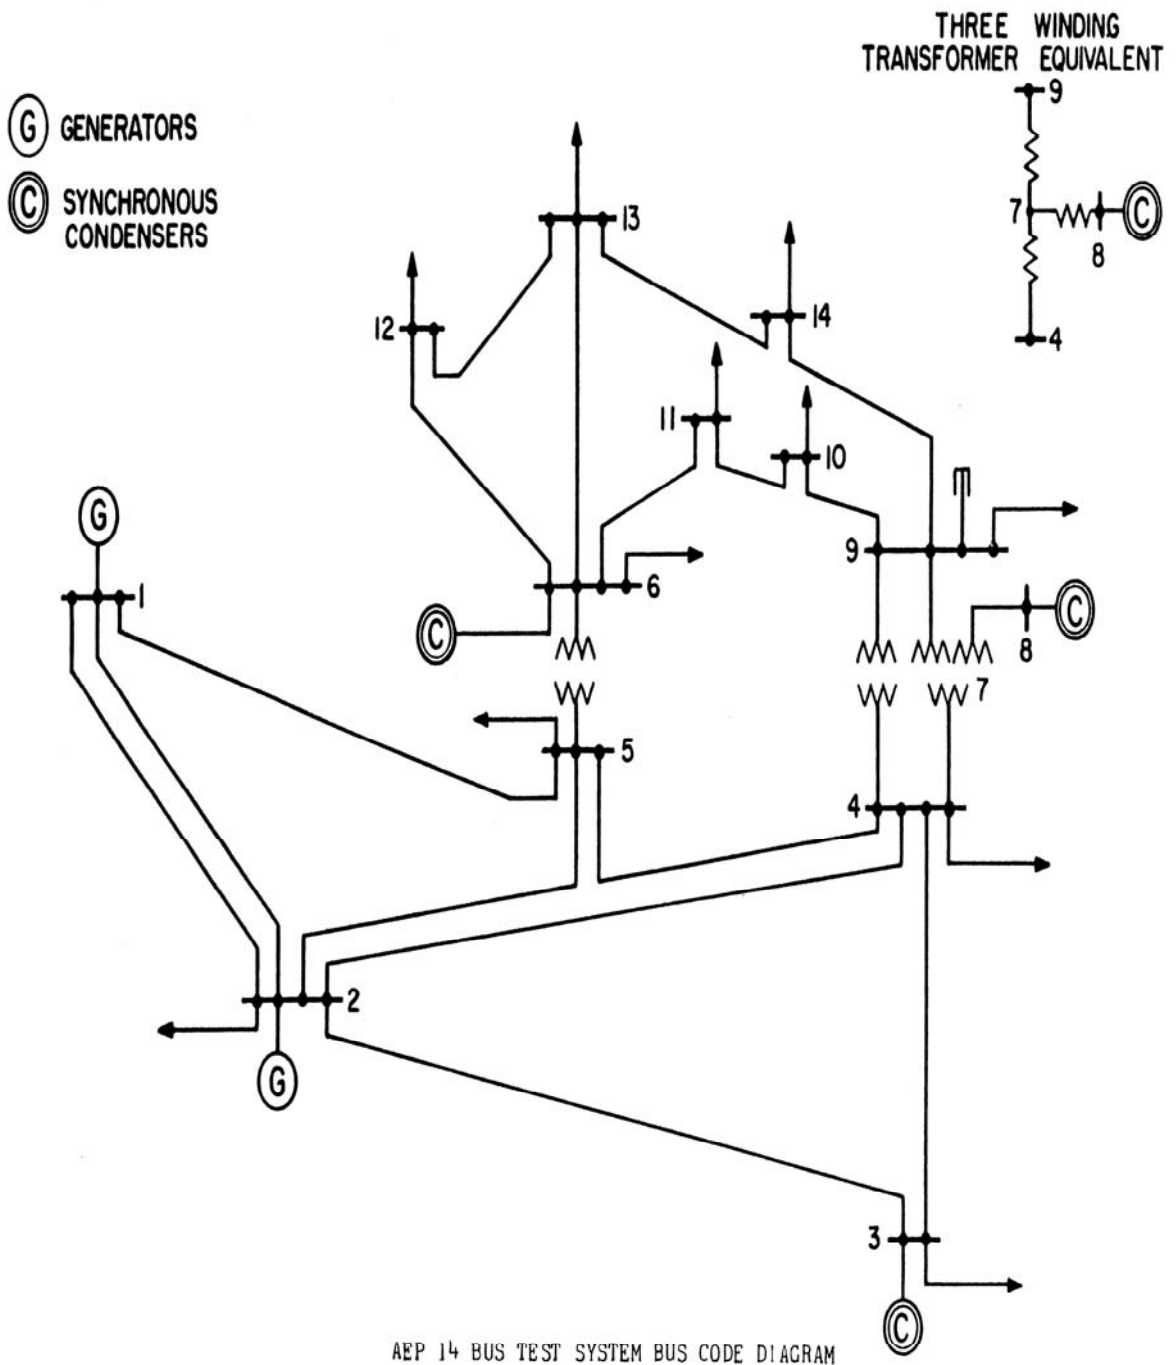 THREE WINDING
TRANSFORMER EQUIVALENT
9
7
C
8
4
G GENERATORS
C SYNCHRONOUS
CONDENSERS
13
12
14
11
10
G
9
1
6
C
8
C
7
5
4
2
G
3
C
AEP 14 BUS TEST SYSTEM BUS CODE DIAGRAM